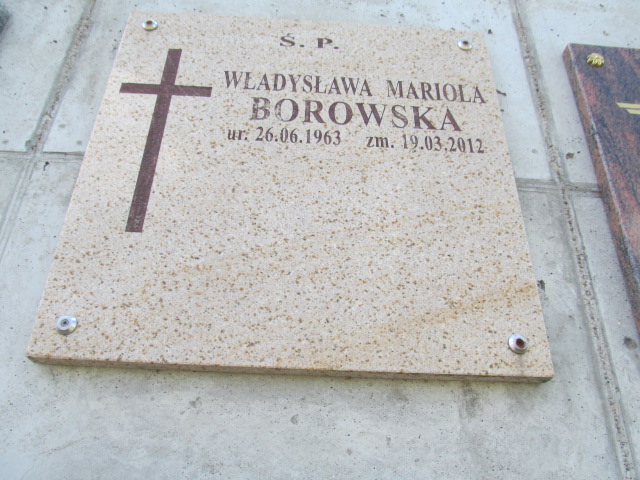 Ś. P.
WŁADYSŁAWA MARIOLA
BOROWSKA
ur. 26.06.1963 zm. 19.03.2012